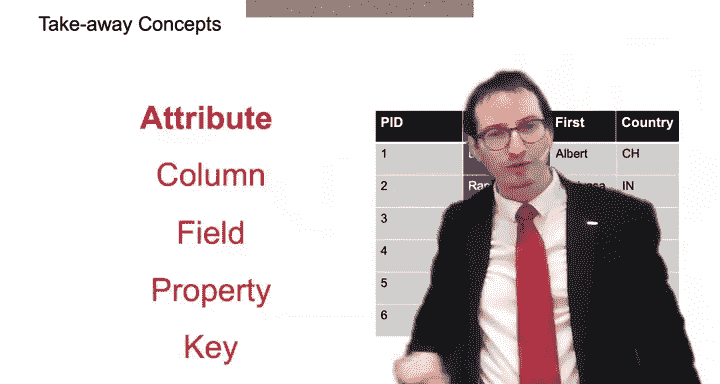 Take-away Concepts
Attribute
Column
Field
Property
Key
PID First Country
1 Albert CH
2 IN
3
4
5
6